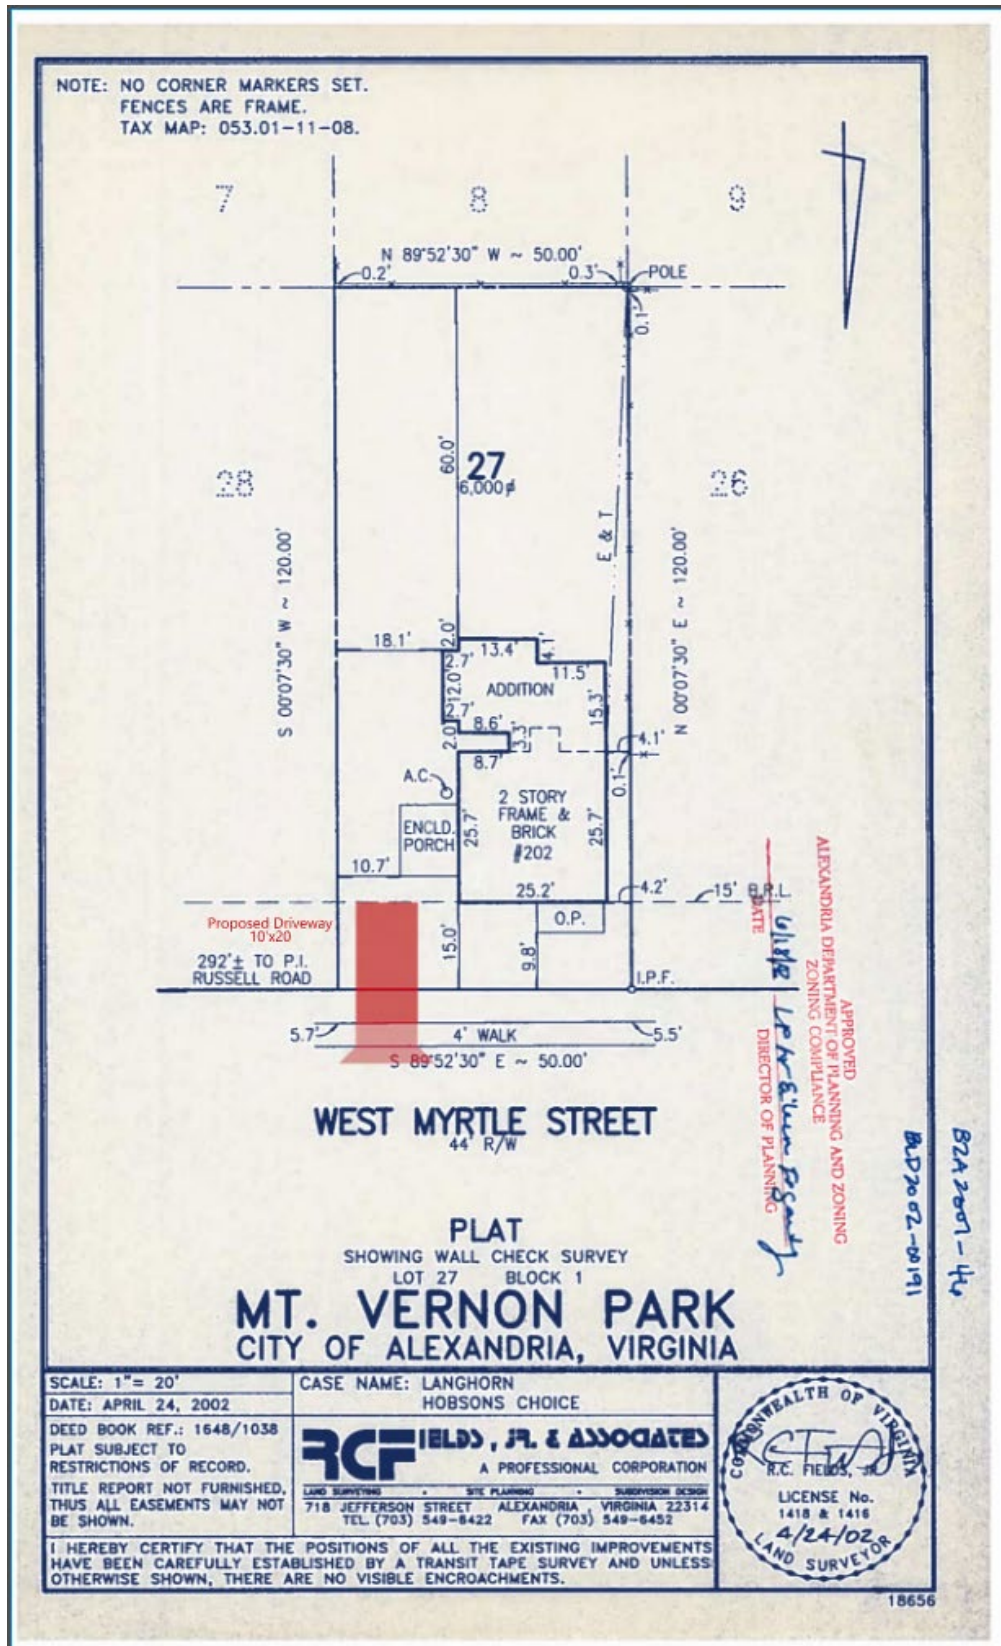 NOTE: NO CORNER MARKERS SET.
FENCES ARE FRAME.
TAX MAP: 053.01-11-08.
7
8
9
N 89°52'30" W ~ 50.00'
0.2'
0.3'
POLE
0.1'
28
60.0'
27
6,000
26
E & T
S 00°07'30" W ~ 120.00'
N 00°07'30" E ~ 120.00'
18.1'
2.0'
13.4'
4.1'
2.7'
11.5'
12.0'
ADDITION
15.3'
2.7'
8.6'
2.0'
3.3'
4.1'
8.7'
0.1'
A.C.
2 STORY
FRAME &
BRICK
#202
ENCLD.
PORCH
25.7'
25.7'
10.7'
25.2'
4.2'
15' B.R.L.
Proposed Driveway
10'x20
O.P.
15.0'
9.8'
292'± TO P.I.
RUSSELL ROAD
I.P.F.
5.7'
4' WALK
5.5'
S 89°52'30" E ~ 50.00'
WEST MYRTLE STREET
44' R/W
APPROVED
ALEXANDRIA DEPARTMENT OF PLANNING AND ZONING
ZONING COMPLIANCE
DATE
DIRECTOR OF PLANNING
BLD2002-00191
PLAT
SHOWING WALL CHECK SURVEY
LOT 27 BLOCK 1
MT. VERNON PARK
CITY OF ALEXANDRIA, VIRGINIA
SCALE: 1"= 20'
DATE: APRIL 24, 2002
DEED BOOK REF.: 1648/1038
PLAT SUBJECT TO
RESTRICTIONS OF RECORD.
TITLE REPORT NOT FURNISHED,
THUS ALL EASEMENTS MAY NOT
BE SHOWN.
CASE NAME: LANGHORN
HOBSONS CHOICE
RCFIELDS, JR. & ASSOCIATES
A PROFESSIONAL CORPORATION
LAND SURVEYING • SITE PLANNING • SUBDIVISION DESIGN
718 JEFFERSON STREET ALEXANDRIA, VIRGINIA 22314
TEL. (703) 549-6422 FAX (703) 549-6452
I HEREBY CERTIFY THAT THE POSITIONS OF ALL THE EXISTING IMPROVEMENTS
HAVE BEEN CAREFULLY ESTABLISHED BY A TRANSIT TAPE SURVEY AND UNLESS
OTHERWISE SHOWN, THERE ARE NO VISIBLE ENCROACHMENTS.
COMMONWEALTH OF VIRGINIA
R.C. FIELDS, JR.
LICENSE No.
1418 & 1416
4/24/02
LAND SURVEYOR
18656